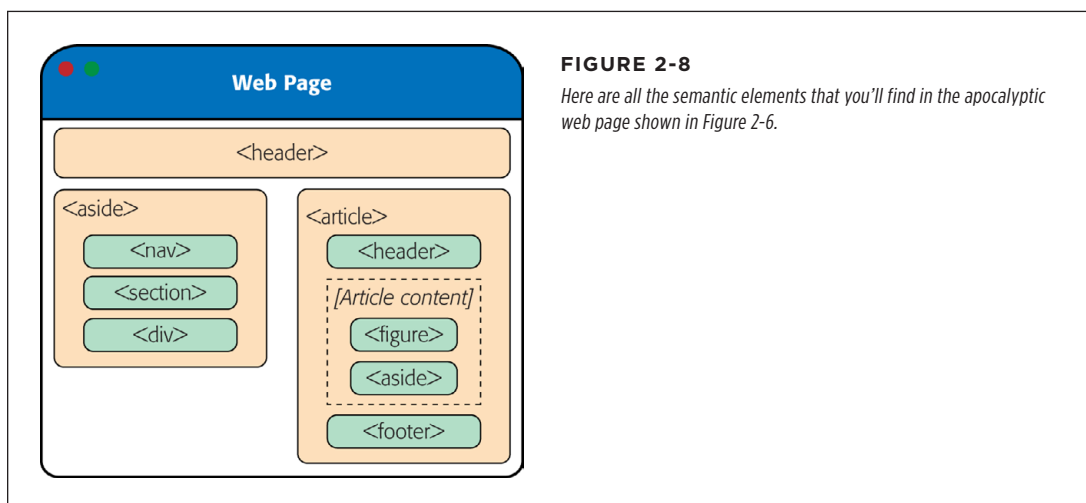 Web Page
<header>
<aside>
<nav>
<section>
<div>
<article>
<header>
[Article content]
<figure>
<aside>
<footer>
FIGURE 2-8
Here are all the semantic elements that you’ll find in the apocalyptic
web page shown in Figure 2-6.